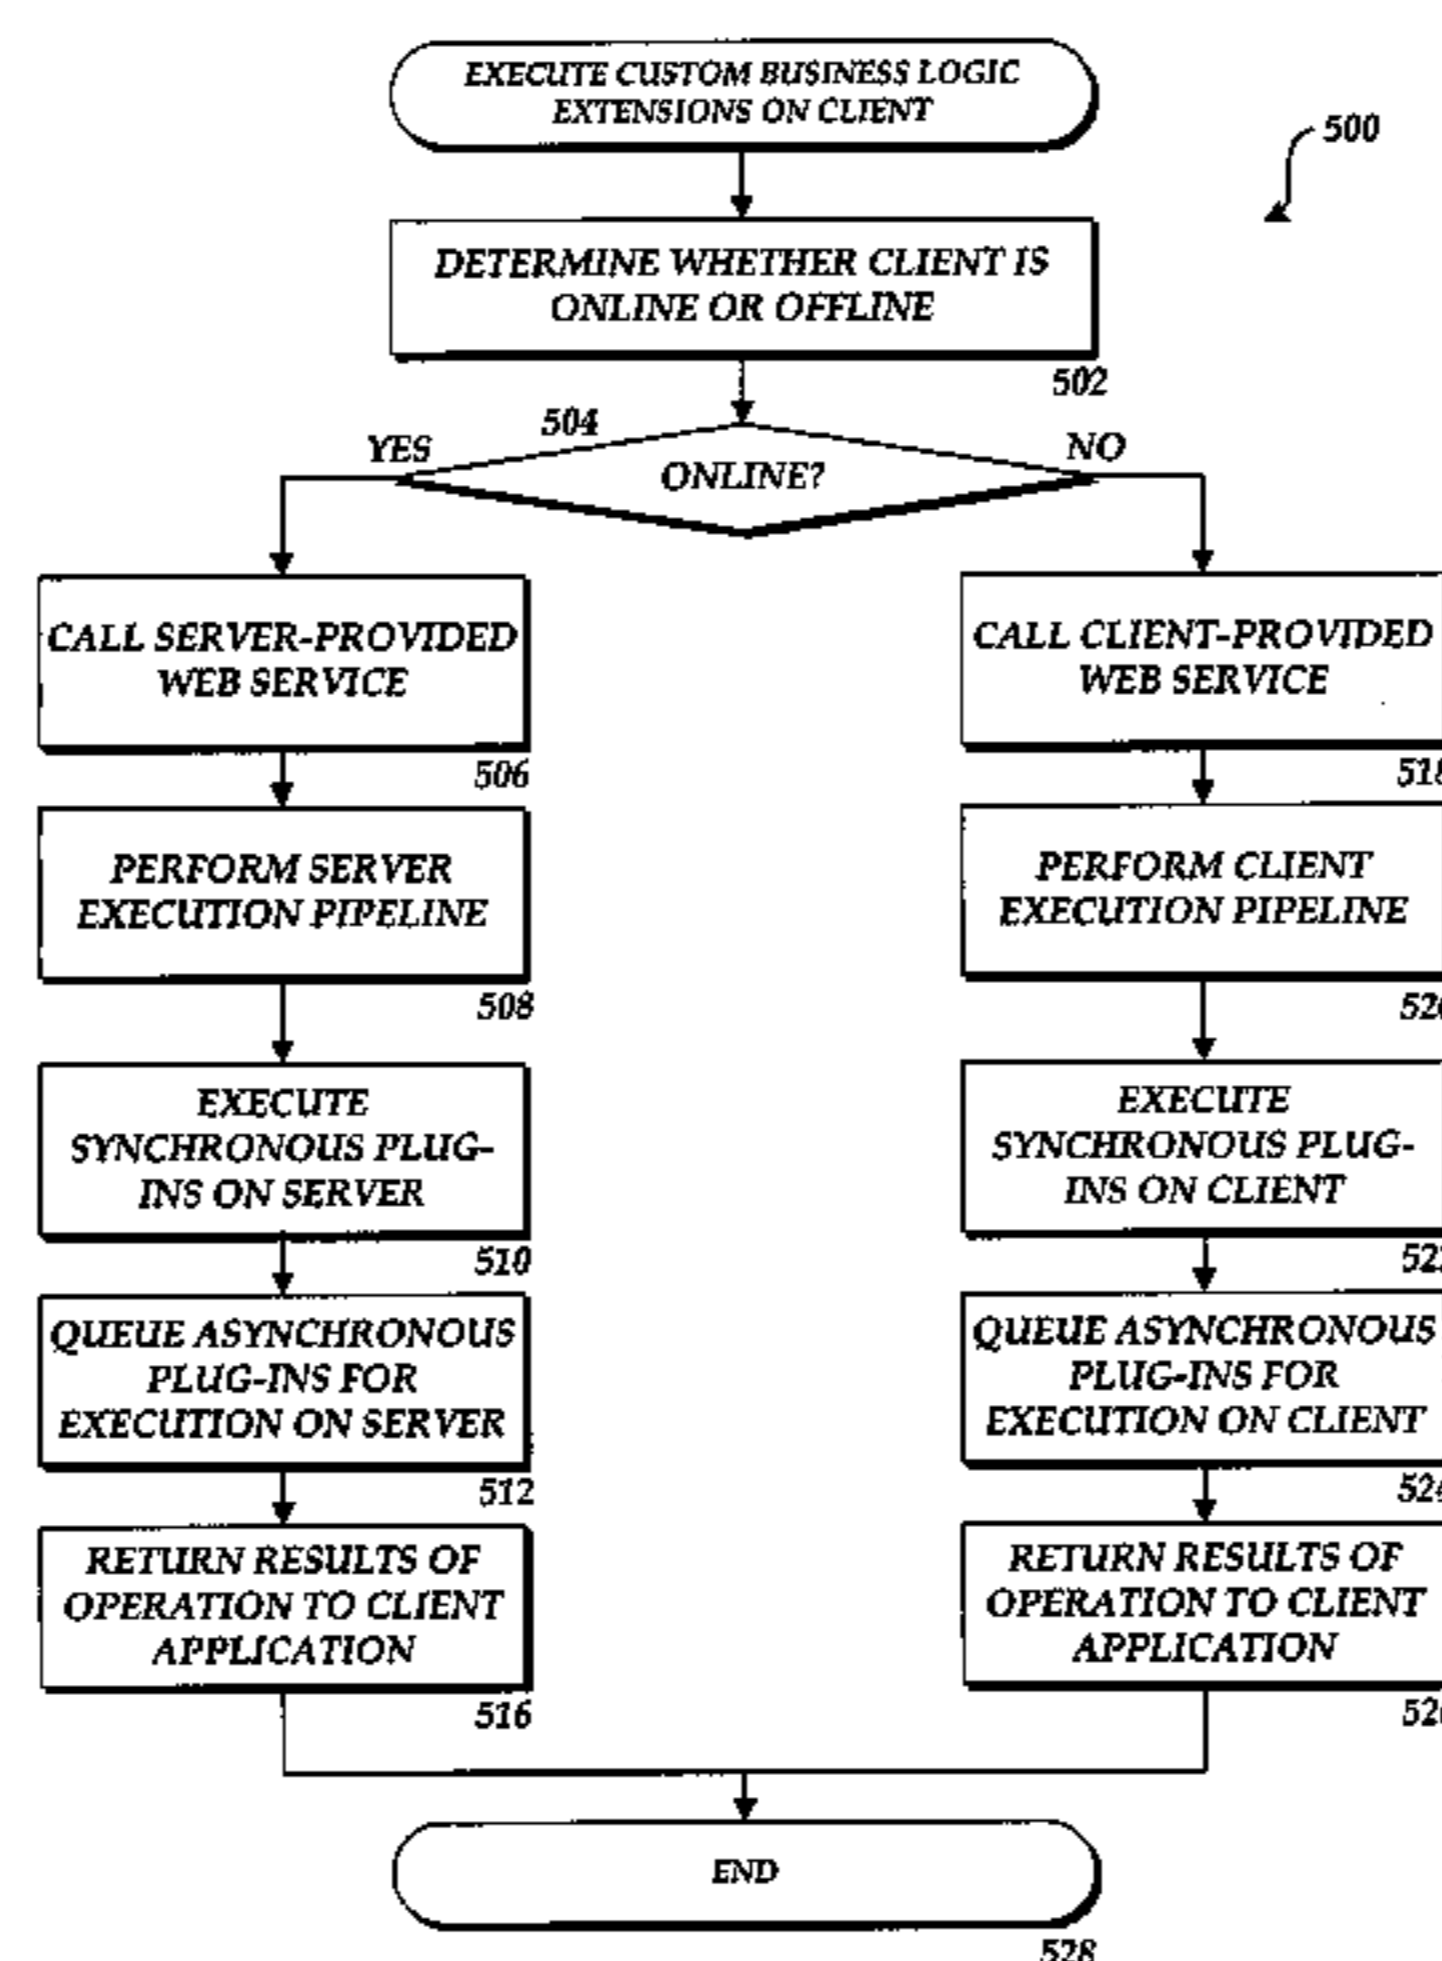 EXECUTE CUSTOM BUSINESS LOGIC
EXTENSIONS ON CLIENT
500
DETERMINE WHETHER CLIENT IS
ONLINE OR OFFLINE
502
504
YES
ONLINE?
NO
CALL SERVER-PROVIDED
WEB SERVICE
506
PERFORM SERVER
EXECUTION PIPELINE
508
EXECUTE
SYNCHRONOUS PLUG-
INS ON SERVER
510
QUEUE ASYNCHRONOUS
PLUG-INS FOR
EXECUTION ON SERVER
512
RETURN RESULTS OF
OPERATION TO CLIENT
APPLICATION
516
CALL CLIENT-PROVIDED
WEB SERVICE
518
PERFORM CLIENT
EXECUTION PIPELINE
EXECUTE
SYNCHRONOUS PLUG-
INS ON CLIENT
QUEUE ASYNCHRONOUS
PLUG-INS FOR
EXECUTION ON CLIENT
RETURN RESULTS OF
OPERATION TO CLIENT
APPLICATION
END
528